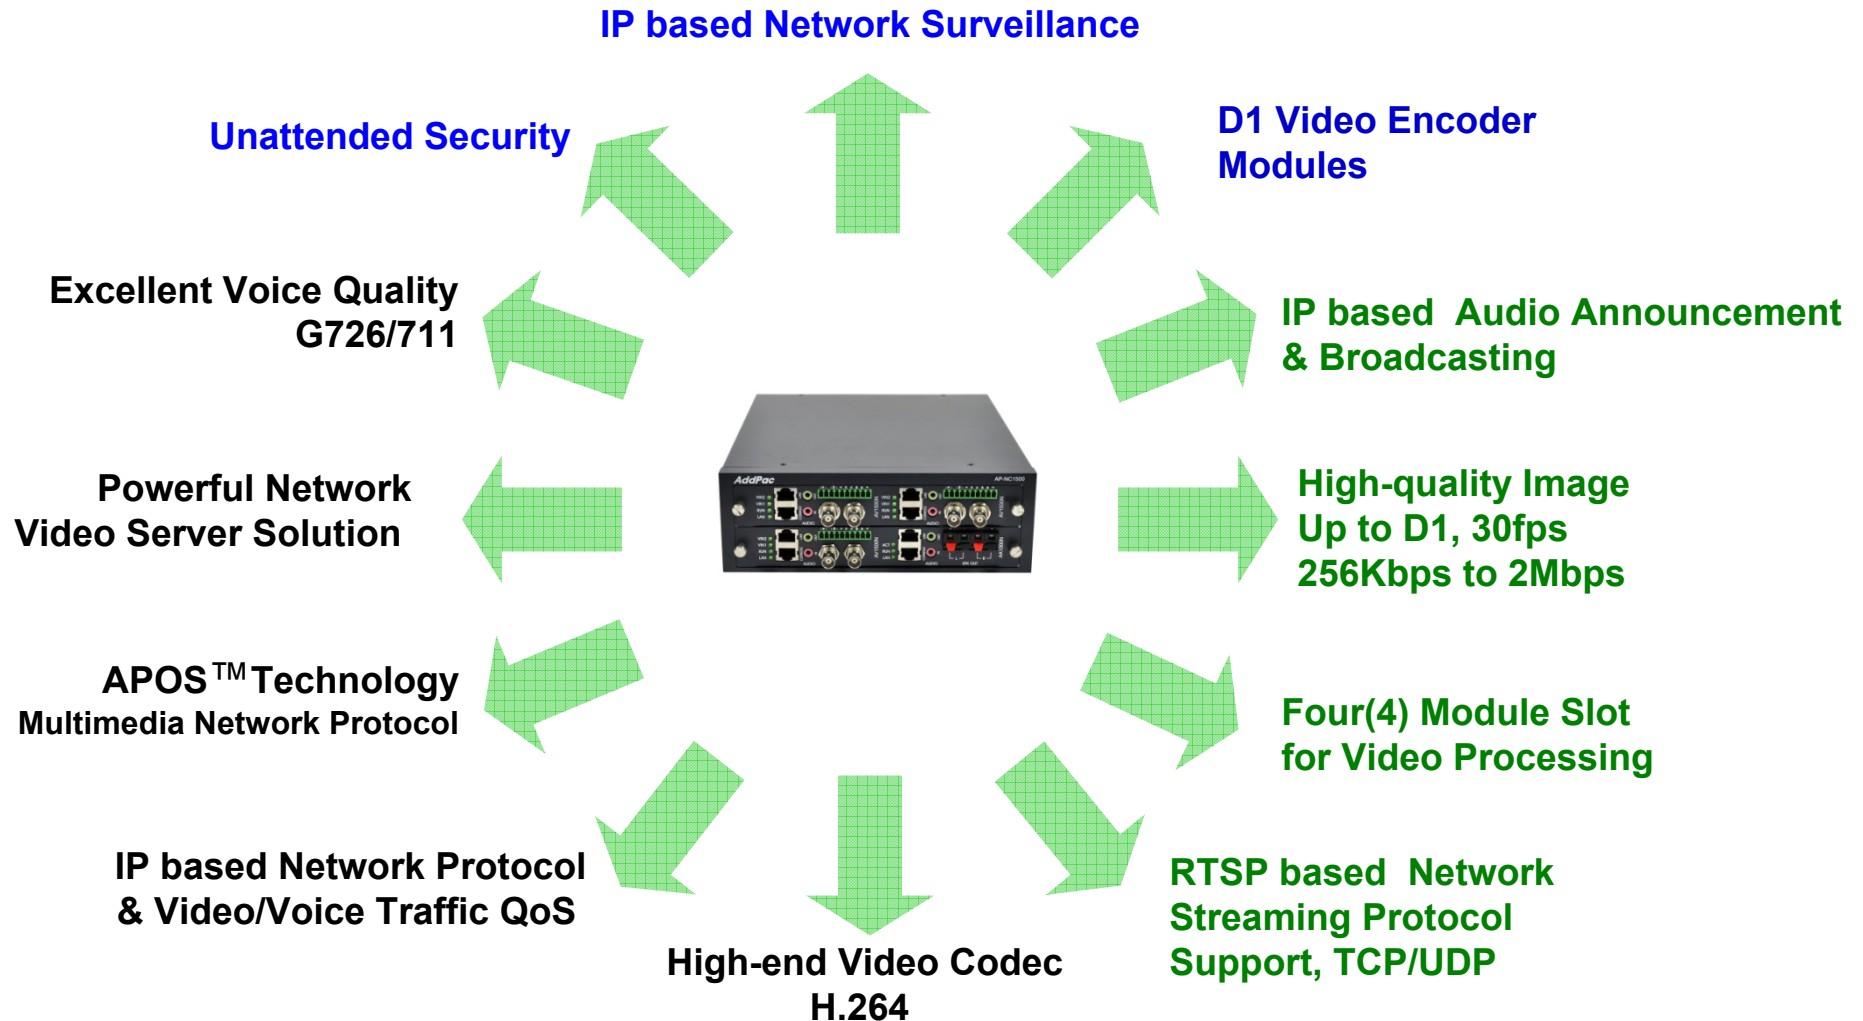 IP based Network Surveillance
Unattended Security
D1 Video Encoder
Modules
Excellent Voice Quality
G726/711
IP based  Audio Announcement
& Broadcasting
Powerful Network
Video Server Solution
High-quality Image
Up to D1, 30fps
256Kbps to 2Mbps
AddPac
AP-NC1500
APOS™Technology
Multimedia Network Protocol
Four(4) Module Slot
for Video Processing
IP based Network Protocol
& Video/Voice Traffic QoS
RTSP based  Network
Streaming Protocol
Support, TCP/UDP
High-end Video Codec
H.264